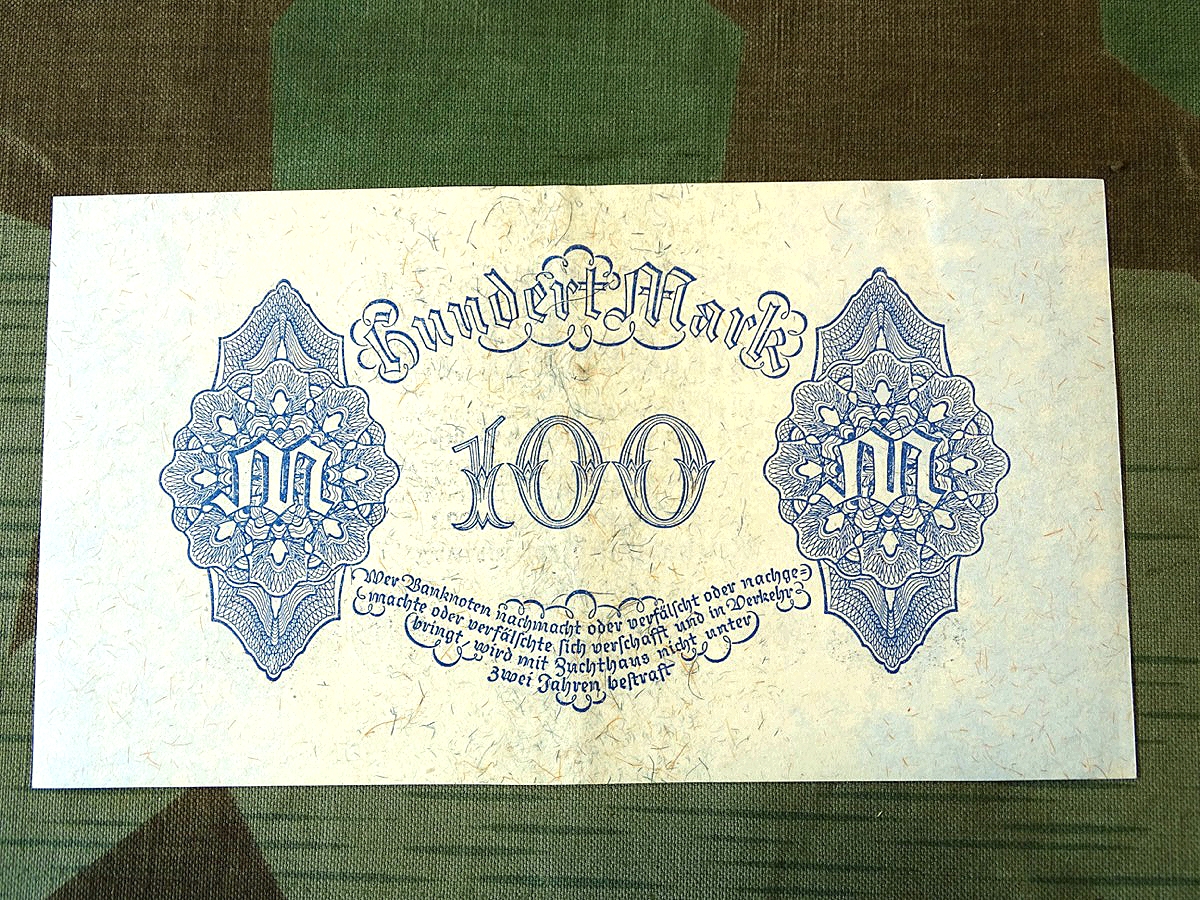 Hundert Mark
M
100
M
Wer Banknoten nachmacht oder verfälscht oder nachge=
machte oder verfälschte sich verschafft und in Verkehr
bringt, wird mit Zuchthaus nicht unter
zwei Jahren bestraft